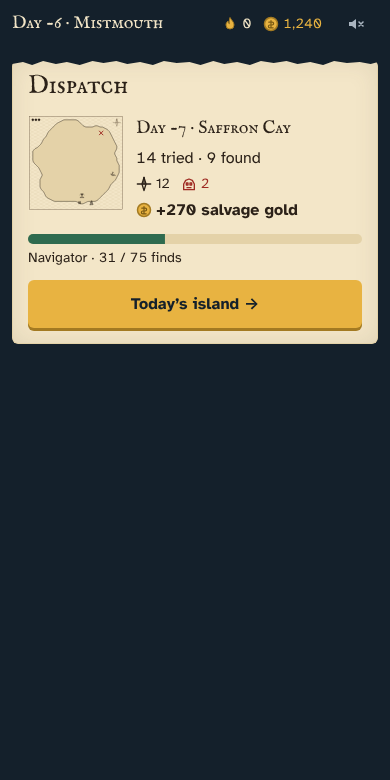 Day -6 · Mistmouth
0
1,240
Dispatch
Day -7 · Saffron Cay
14 tried · 9 found
12
2
+270 salvage gold
Navigator · 31 / 75 finds
Today's island →